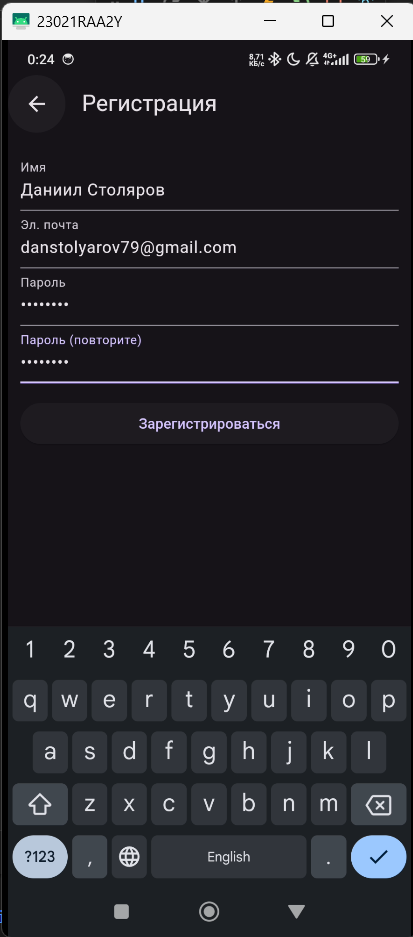 23021RAA2Y
0:24 8,71 КБ/с 4G+ 59
Регистрация
Имя
Даниил Столяров
Эл. почта
danstolyarov79@gmail.com
Пароль
••••••••
Пароль (повторите)
••••••••
Зарегистрироваться
1 2 3 4 5 6 7 8 9 0
q w e r t y u i o p
a s d f g h j k l
z x c v b n m
?123 , English .